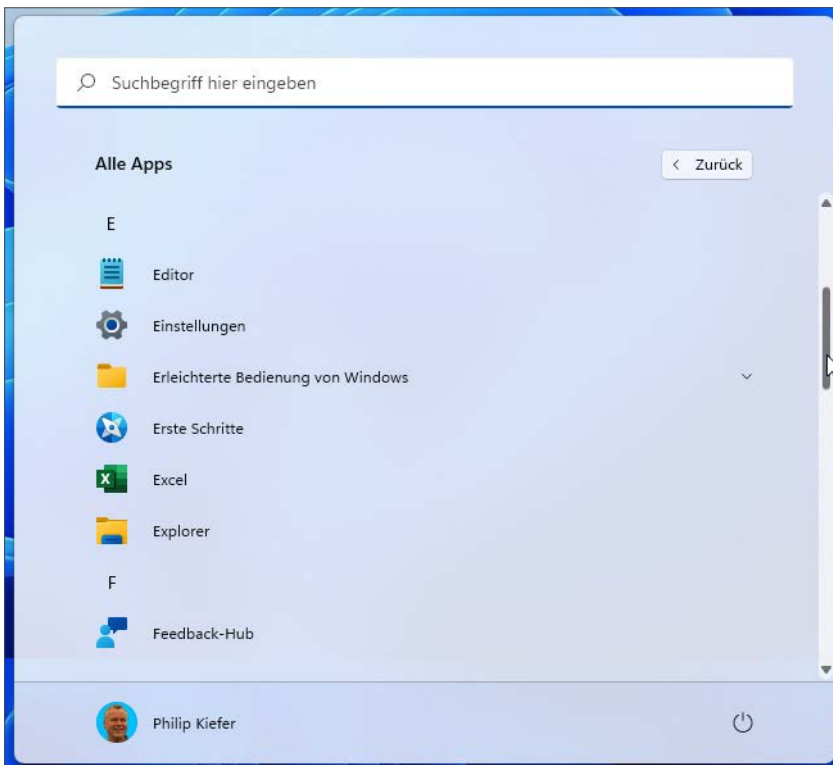 Suchbegriff hier eingeben
Alle Apps
Zurück
E
Editor
Einstellungen
Erleichterte Bedienung von Windows
Erste Schritte
Excel
Explorer
F
Feedback-Hub
Philip Kiefer